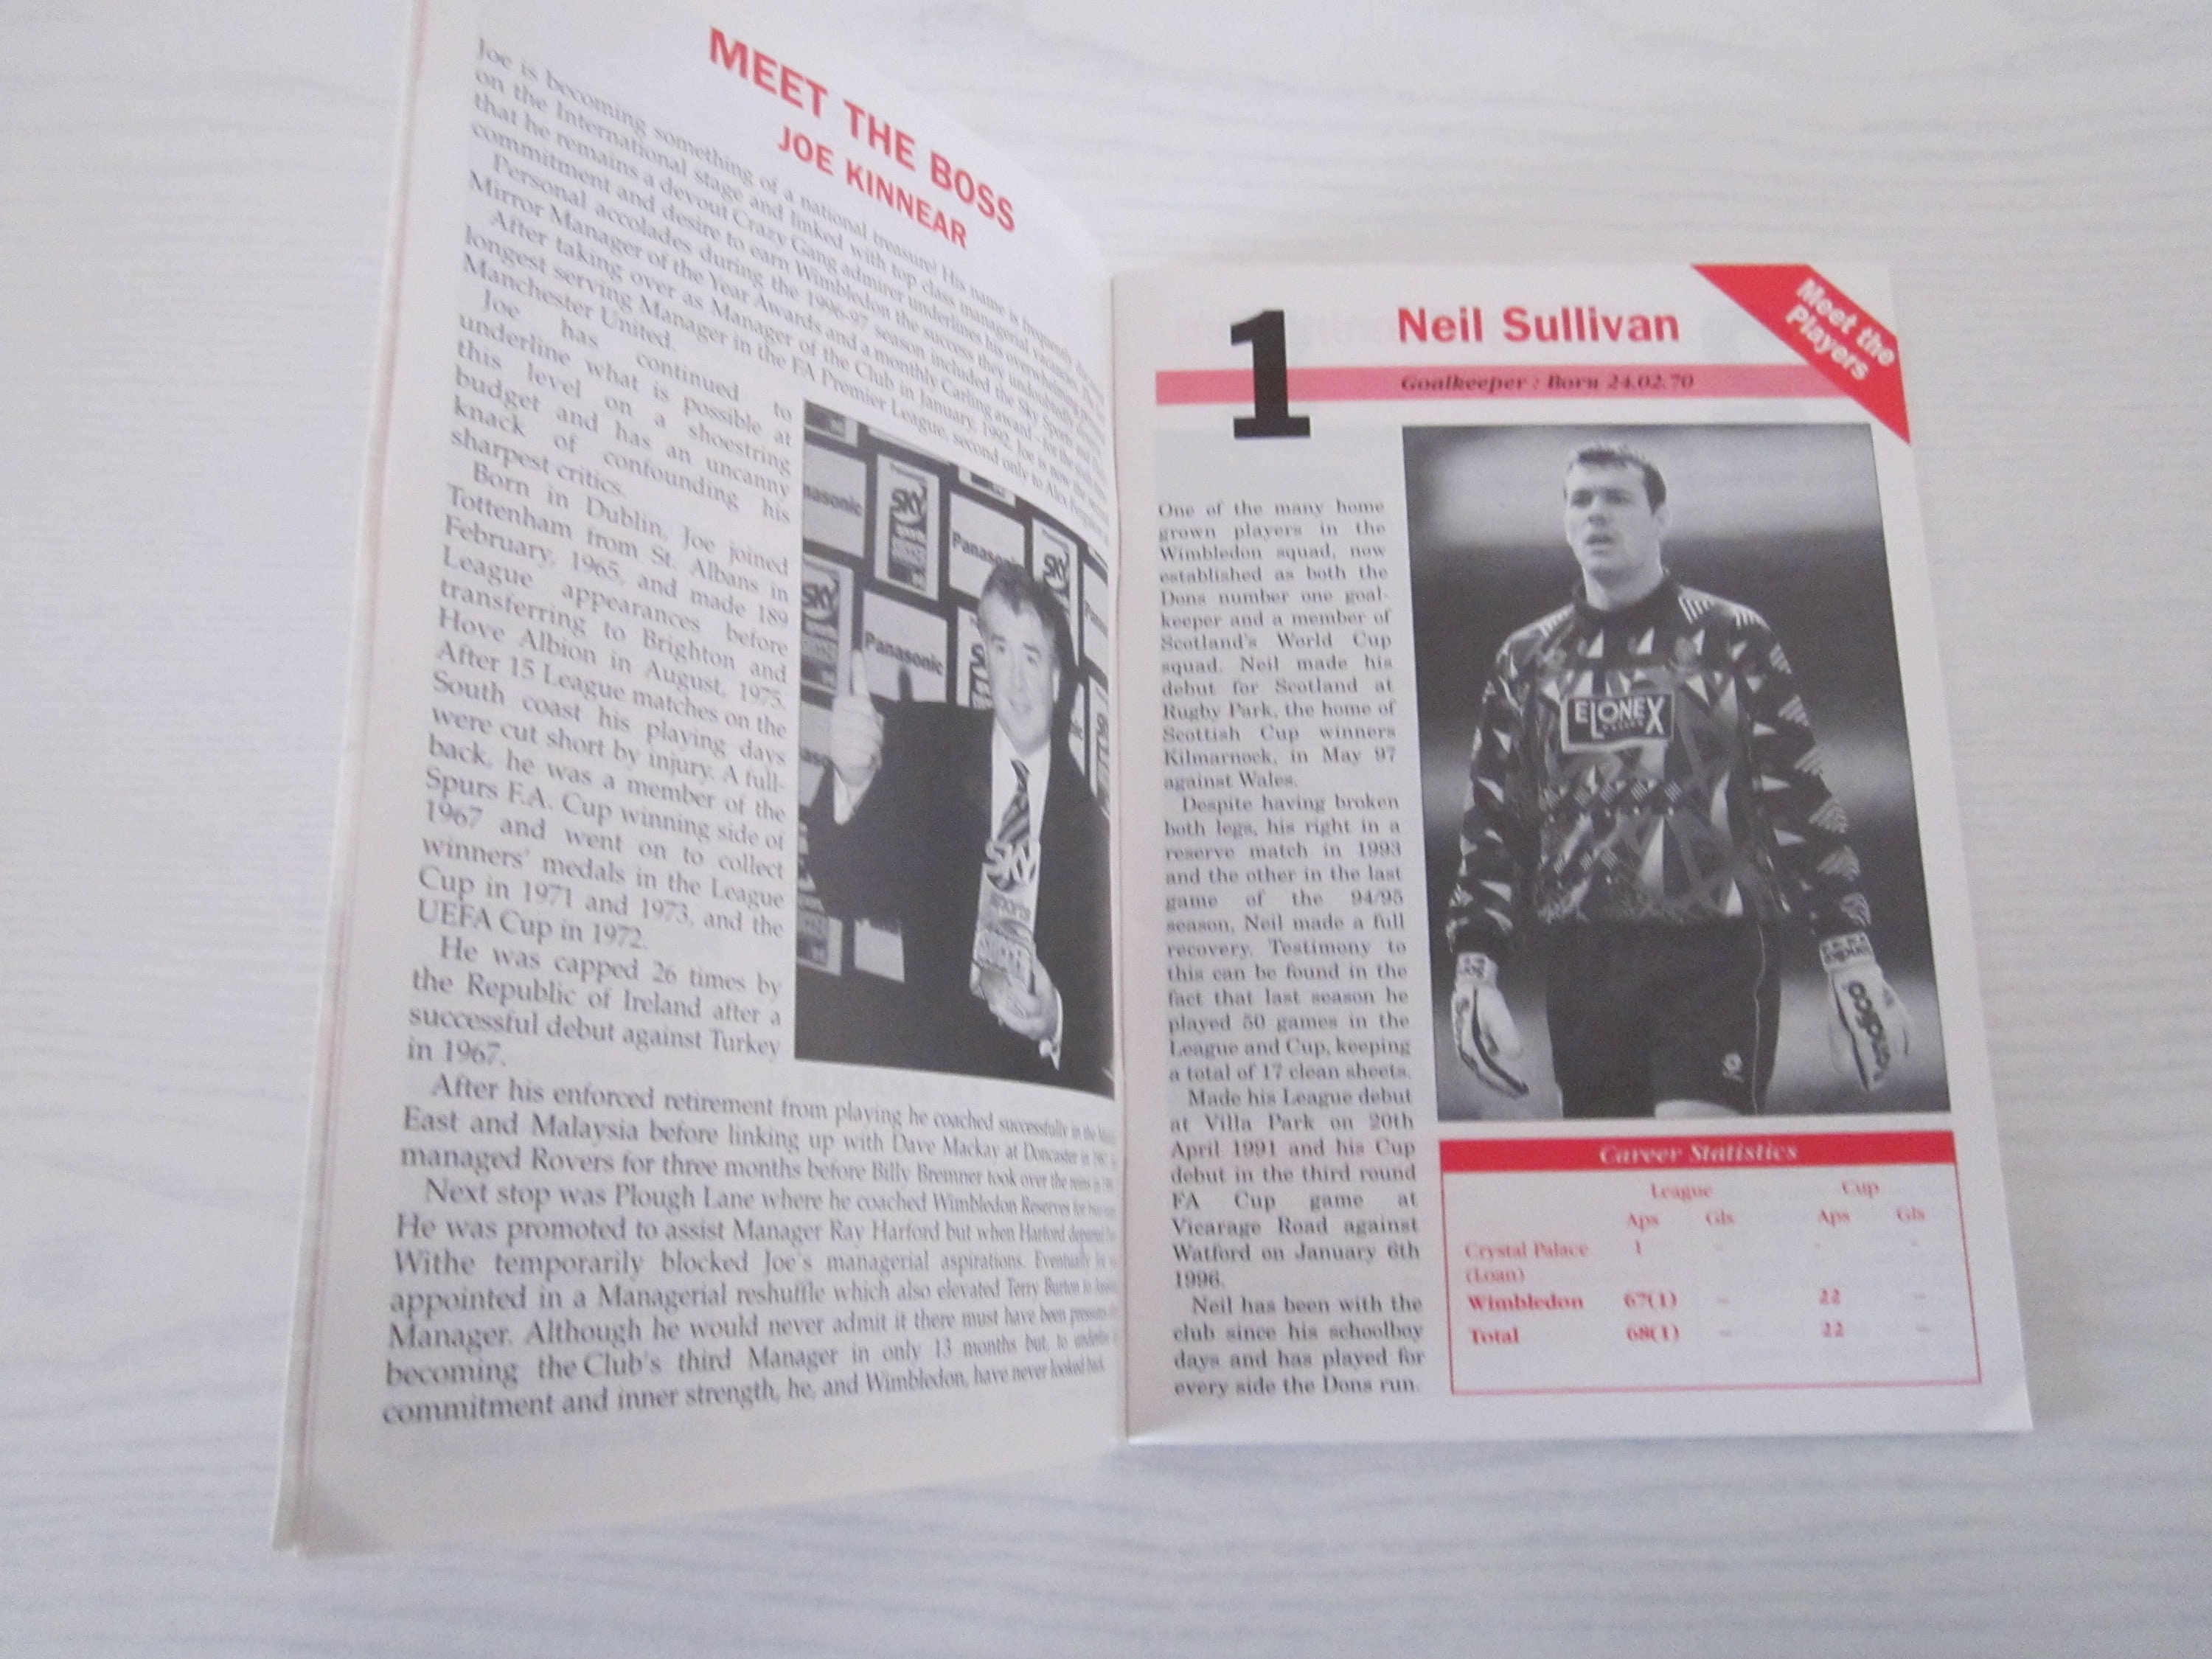 MEET THE BOSS
JOE KINNEAR
Joe is becoming something of a national treasure! His name is frequently
on the International stage and linked with top class managerial vacancies. The
that he remains a devout Crazy Gang admirer underlines his overwhelming
commitment and desire to earn Wimbledon the success they undoubtedly
Personal accolades during the 1996-97 season included the Sky Sports and
Mirror Manager of the Year Awards and a monthly Carling award - for the
After taking over as Manager of the Club in January, 1992, Joe is now the second
longest serving Manager in the FA Premier League, second only to Alex Ferguson
Manchester United.
Joe has continued to
underline what is possible at
this level on a shoestring
budget and has an uncanny
knack of confounding his
sharpest critics.
Born in Dublin, Joe joined
Tottenham from St. Albans in
February, 1965, and made 189
League appearances before
transferring to Brighton and
Hove Albion in August, 1975.
After 15 League matches on the
South coast his playing days
were cut short by injury. A full-
back, he was a member of the
Spurs F.A. Cup winning side of
1967 and went on to collect
winners' medals in the League
Cup in 1971 and 1973, and the
UEFA Cup in 1972.
He was capped 26 times by
the Republic of Ireland after a
successful debut against Turkey
in 1967.
After his enforced retirement from playing he coached successfully in the
East and Malaysia before linking up with Dave Mackay at Doncaster in
managed Rovers for three months before Billy Bremner took over the reins in
Next stop was Plough Lane where he coached Wimbledon Reserves for
He was promoted to assist Manager Ray Harford but when Harford departed
Withe temporarily blocked Joe's managerial aspirations. Eventually he
appointed in a Managerial reshuffle which also elevated Terry Burton to
Manager. Although he would never admit it there must have been pressure
becoming the Club's third Manager in only 13 months but, to underline
commitment and inner strength, he, and Wimbledon, have never looked back.
Panasonic
SKY
sports
1
Neil Sullivan
Meet the
Players
Goalkeeper : Born 24.02.70
One of the many home
grown players in the
Wimbledon squad, now
established as both the
Dons number one goal-
keeper and a member of
Scotland's World Cup
squad. Neil made his
debut for Scotland at
Rugby Park, the home of
Scottish Cup winners
Kilmarnock, in May 97
against Wales.
Despite having broken
both legs, his right in a
reserve match in 1993
and the other in the last
game of the 94/95
season, Neil made a full
recovery. Testimony to
this can be found in the
fact that last season he
played 50 games in the
League and Cup, keeping
a total of 17 clean sheets.
Made his League debut
at Villa Park on 20th
April 1991 and his Cup
debut in the third round
FA Cup game at
Vicarage Road against
Watford on January 6th
1996.
Neil has been with the
club since his schoolboy
days and has played for
every side the Dons run.
ELONEX
Career Statistics
League Cup
Aps Gls Aps Gls
Crystal Palace 1 - - -
(Loan)
Wimbledon 67(1) - 22 -
Total 68(1) - 22 -